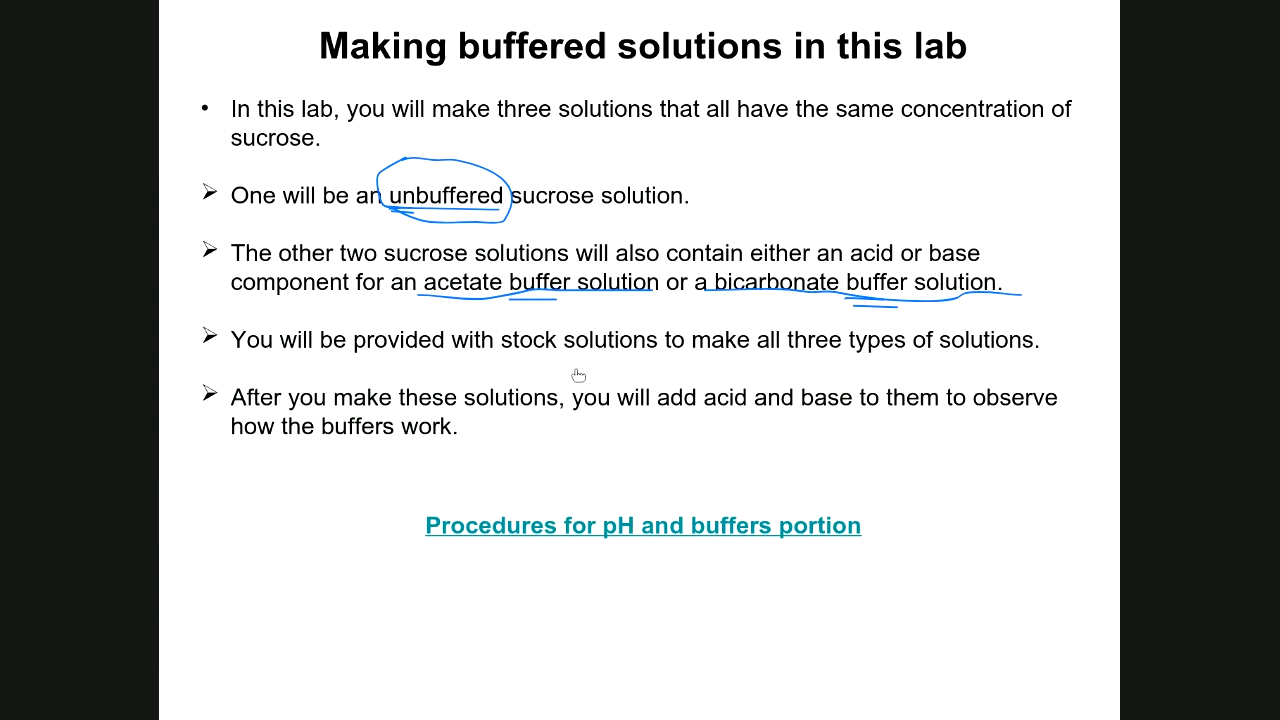 Making buffered solutions in this lab
• In this lab, you will make three solutions that all have the same concentration of
sucrose.
➢ One will be an unbuffered sucrose solution.
➢ The other two sucrose solutions will also contain either an acid or base
component for an acetate buffer solution or a bicarbonate buffer solution.
➢ You will be provided with stock solutions to make all three types of solutions.
➢ After you make these solutions, you will add acid and base to them to observe
how the buffers work.
Procedures for pH and buffers portion